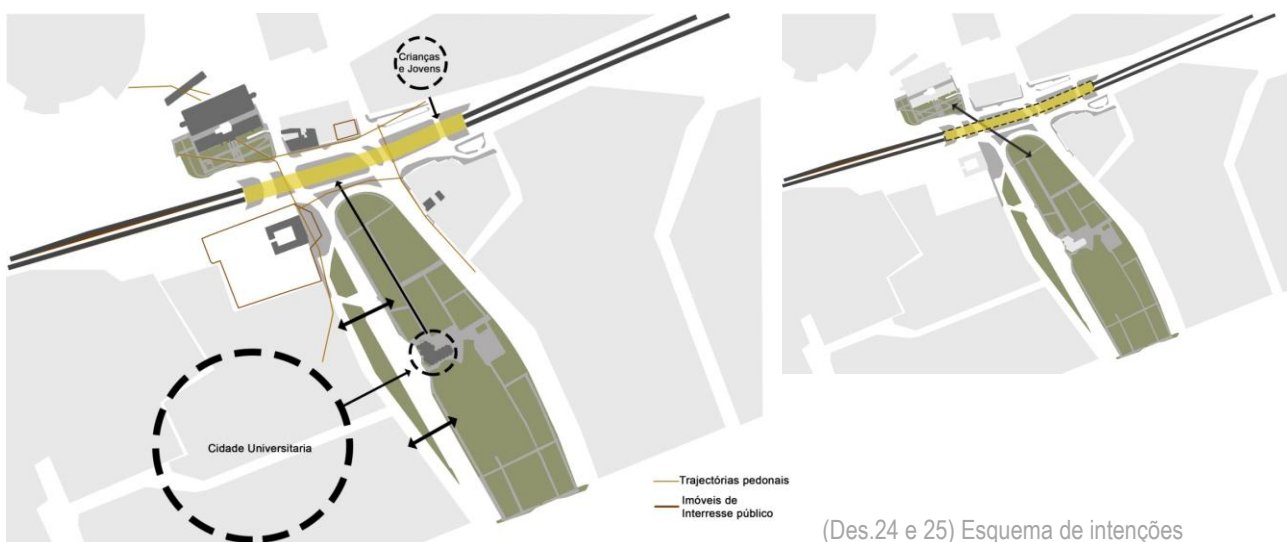 Crianças
e Jovens
Cidade Universitaria
Trajectórias pedonais
Imóveis de
Interresse público
(Des.24 e 25) Esquema de intenções